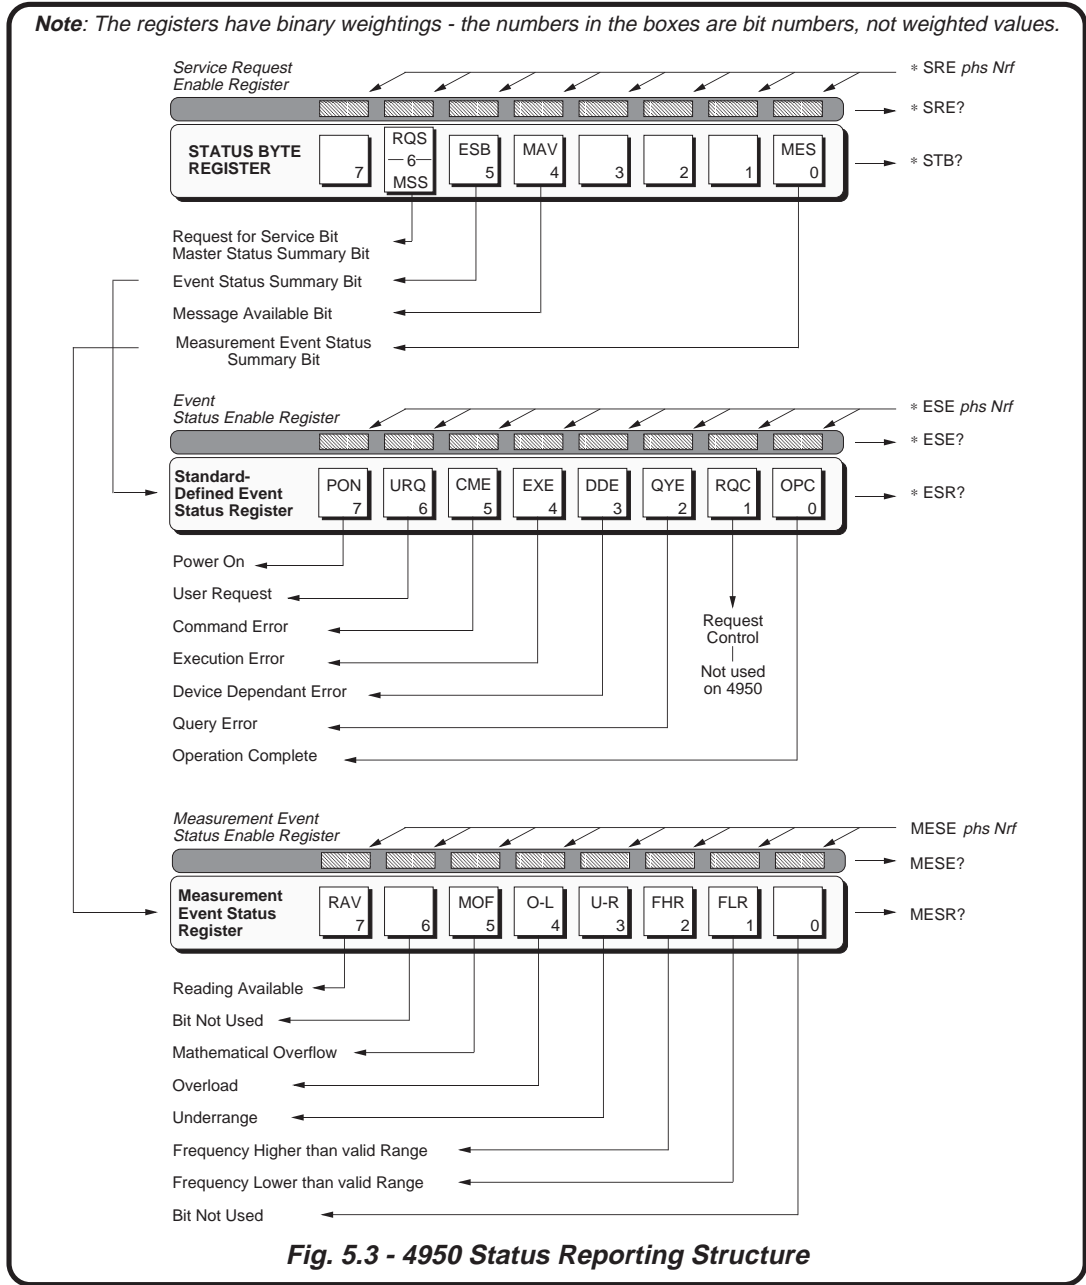 Note: The registers have binary weightings - the numbers in the boxes are bit numbers, not weighted values.
Service Request
Enable Register
* SRE phs Nrf
* SRE?
STATUS BYTE
REGISTER
7
RQS
6
MSS
ESB
5
MAV
4
3
2
1
MES
0
* STB?
Request for Service Bit
Master Status Summary Bit
Event Status Summary Bit
Message Available Bit
Measurement Event Status
Summary Bit
Event
Status Enable Register
* ESE phs Nrf
* ESE?
Standard-
Defined Event
Status Register
PON
7
URQ
6
CME
5
EXE
4
DDE
3
QYE
2
RQC
1
OPC
0
* ESR?
Power On
User Request
Command Error
Execution Error
Device Dependant Error
Query Error
Operation Complete
Request
Control
Not used
on 4950
Measurement Event
Status Enable Register
MESE phs Nrf
MESE?
Measurement
Event Status
Register
RAV
7
6
MOF
5
O-L
4
U-R
3
FHR
2
FLR
1
0
MESR?
Reading Available
Bit Not Used
Mathematical Overflow
Overload
Underrange
Frequency Higher than valid Range
Frequency Lower than valid Range
Bit Not Used
Fig. 5.3 - 4950 Status Reporting Structure